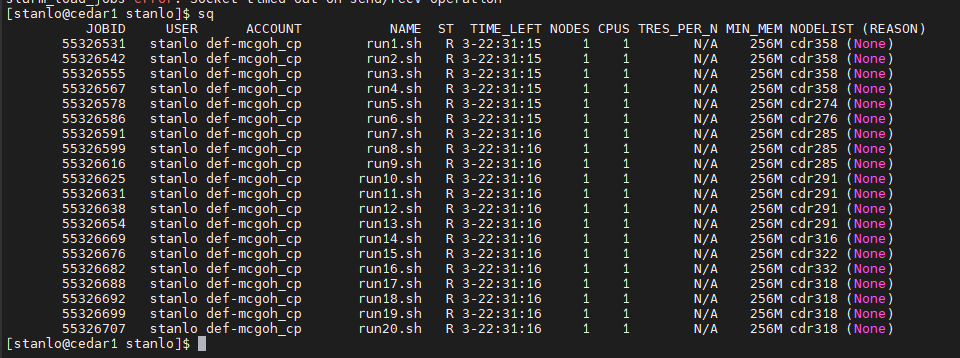 slurm_load_jobs error: Socket timed out on send/recv operation
[stanlo@cedar1 stanlo]$ sq
JOBID USER ACCOUNT NAME ST TIME_LEFT NODES CPUS TRES_PER_N MIN_MEM NODELIST (REASON)
55326531 stanlo def-mcgoh_cp run1.sh R 3-22:31:15 1 1 N/A 256M cdr358 (None)
55326542 stanlo def-mcgoh_cp run2.sh R 3-22:31:15 1 1 N/A 256M cdr358 (None)
55326555 stanlo def-mcgoh_cp run3.sh R 3-22:31:15 1 1 N/A 256M cdr358 (None)
55326567 stanlo def-mcgoh_cp run4.sh R 3-22:31:15 1 1 N/A 256M cdr358 (None)
55326578 stanlo def-mcgoh_cp run5.sh R 3-22:31:15 1 1 N/A 256M cdr274 (None)
55326586 stanlo def-mcgoh_cp run6.sh R 3-22:31:15 1 1 N/A 256M cdr276 (None)
55326591 stanlo def-mcgoh_cp run7.sh R 3-22:31:16 1 1 N/A 256M cdr285 (None)
55326599 stanlo def-mcgoh_cp run8.sh R 3-22:31:16 1 1 N/A 256M cdr285 (None)
55326616 stanlo def-mcgoh_cp run9.sh R 3-22:31:16 1 1 N/A 256M cdr285 (None)
55326625 stanlo def-mcgoh_cp run10.sh R 3-22:31:16 1 1 N/A 256M cdr291 (None)
55326631 stanlo def-mcgoh_cp run11.sh R 3-22:31:16 1 1 N/A 256M cdr291 (None)
55326638 stanlo def-mcgoh_cp run12.sh R 3-22:31:16 1 1 N/A 256M cdr291 (None)
55326654 stanlo def-mcgoh_cp run13.sh R 3-22:31:16 1 1 N/A 256M cdr291 (None)
55326669 stanlo def-mcgoh_cp run14.sh R 3-22:31:16 1 1 N/A 256M cdr316 (None)
55326676 stanlo def-mcgoh_cp run15.sh R 3-22:31:16 1 1 N/A 256M cdr322 (None)
55326682 stanlo def-mcgoh_cp run16.sh R 3-22:31:16 1 1 N/A 256M cdr332 (None)
55326688 stanlo def-mcgoh_cp run17.sh R 3-22:31:16 1 1 N/A 256M cdr318 (None)
55326692 stanlo def-mcgoh_cp run18.sh R 3-22:31:16 1 1 N/A 256M cdr318 (None)
55326699 stanlo def-mcgoh_cp run19.sh R 3-22:31:16 1 1 N/A 256M cdr318 (None)
55326707 stanlo def-mcgoh_cp run20.sh R 3-22:31:16 1 1 N/A 256M cdr318 (None)
[stanlo@cedar1 stanlo]$